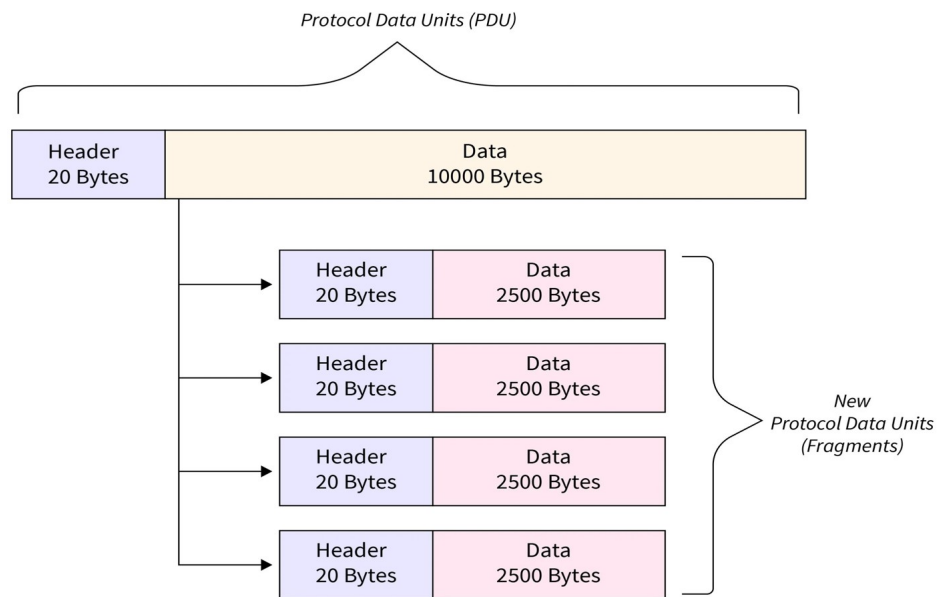 Protocol Data Units (PDU)
Header
20 Bytes
Data
10000 Bytes
Header
20 Bytes
Data
2500 Bytes
Header
20 Bytes
Data
2500 Bytes
Header
20 Bytes
Data
2500 Bytes
Header
20 Bytes
Data
2500 Bytes
New
Protocol Data Units
(Fragments)